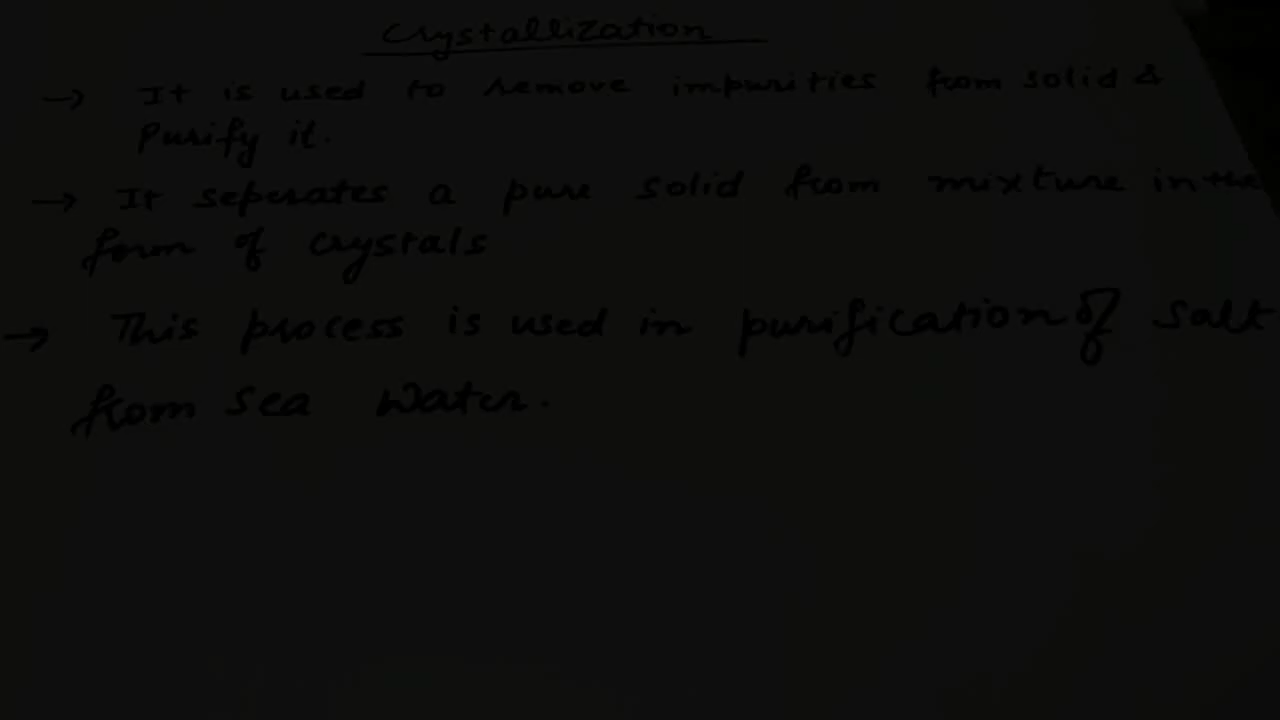 Crystallization
→ It is used to remove impurities from solid &
Purify it.
→ It seperates a pure solid from mixture in the
form of crystals
→ This process is used in purification of salt
from sea water.